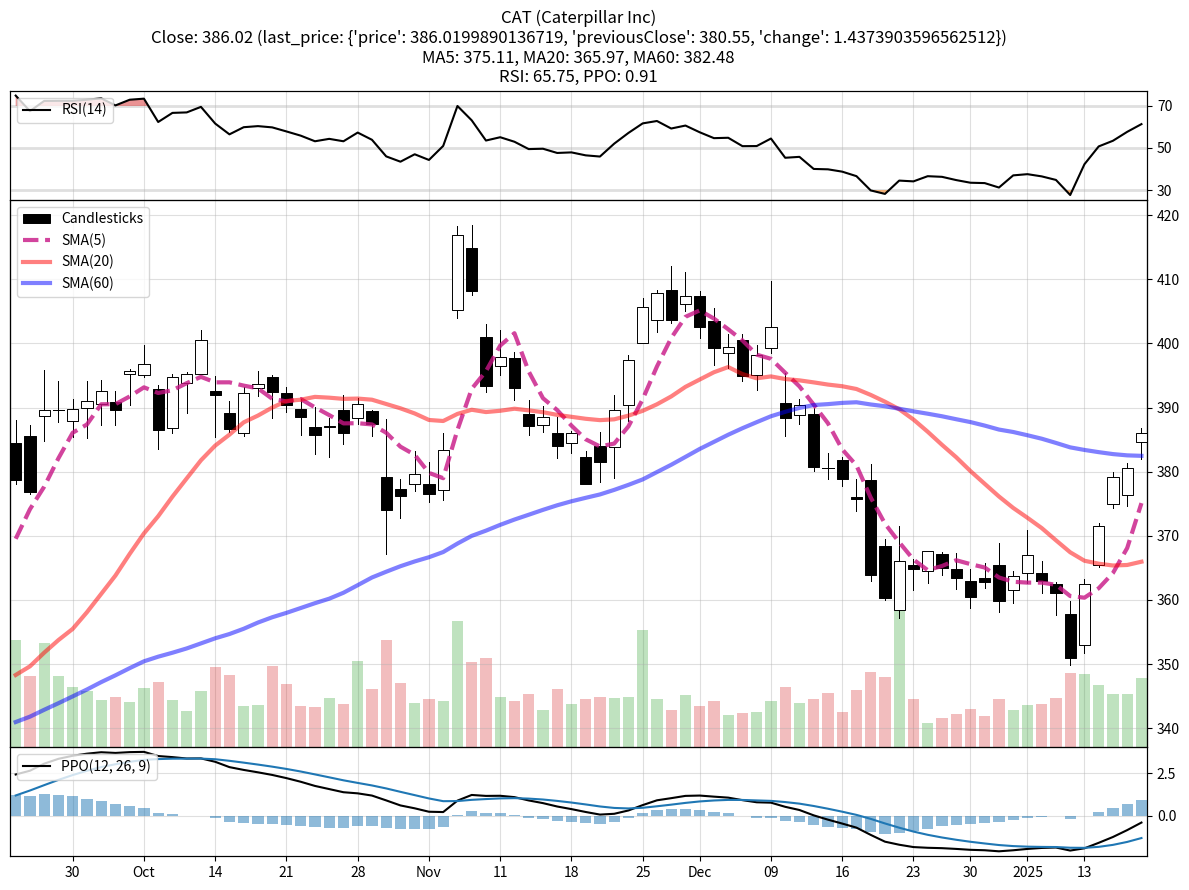 CAT (Caterpillar Inc)
Close: 386.02 (last_price: {'price': 386.0199890136719, 'previousClose': 380.55, 'change': 1.4373903596562512})
MA5: 375.11, MA20: 365.97, MA60: 382.48
RSI: 65.75, PPO: 0.91
RSI(14)
70
50
30
Candlesticks
SMA(5)
SMA(20)
SMA(60)
420
410
400
390
380
370
360
350
340
PPO(12, 26, 9)
2.5
0.0
30 Oct 14 21 28 Nov 11 18 25 Dec 09 16 23 30 2025 13